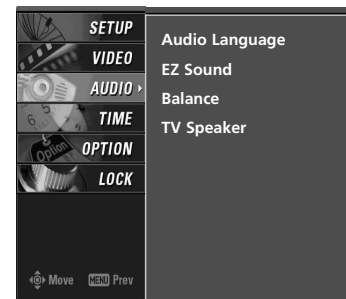 SETUP
VIDEO
AUDIO
TIME
OPTION
LOCK
Audio Language
EZ Sound
Balance
TV Speaker
Move MENU Prev